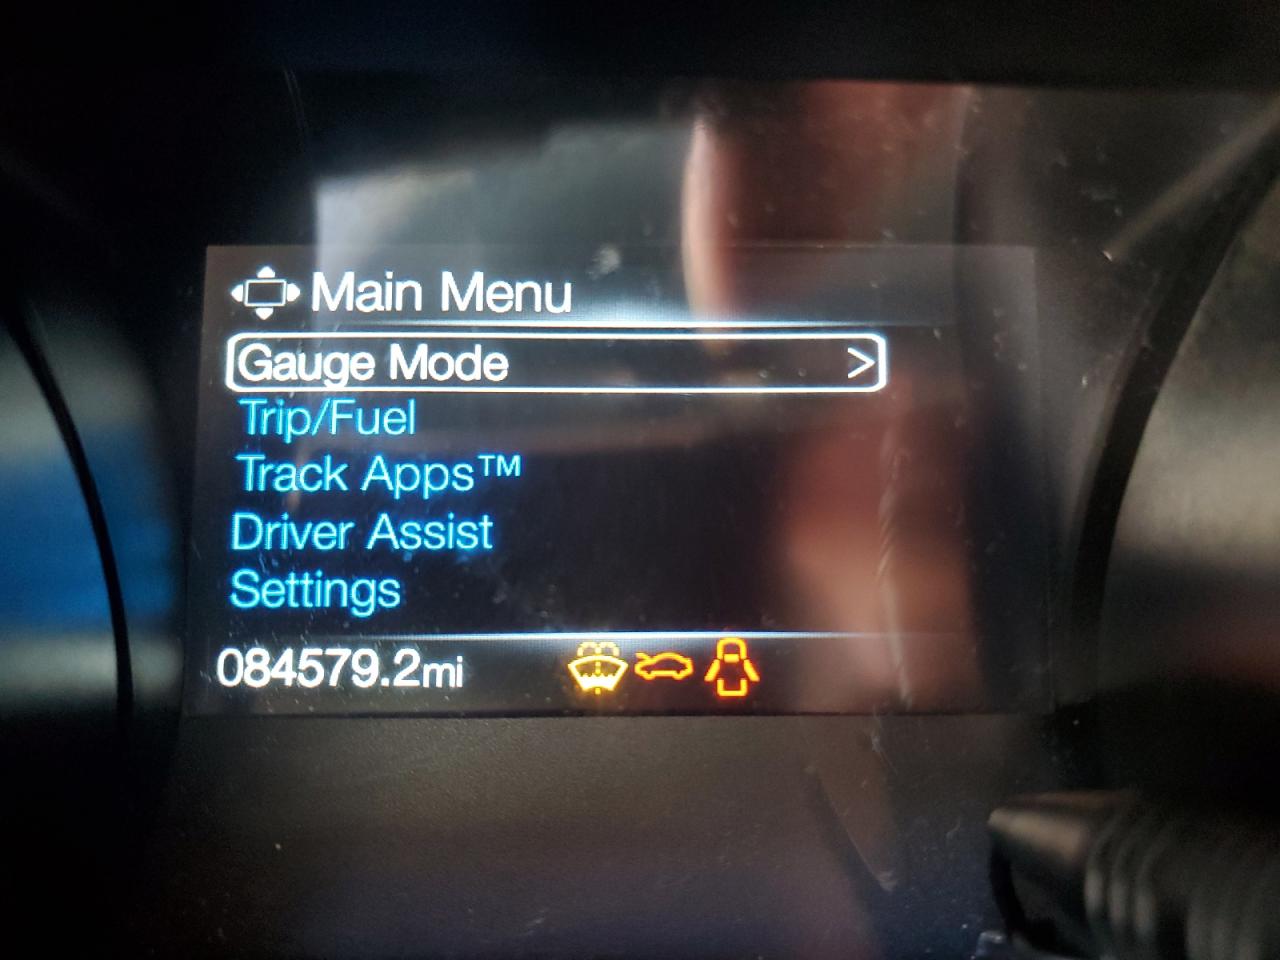 Main Menu
Gauge Mode >
Trip/Fuel
Track Apps™
Driver Assist
Settings
084579.2mi